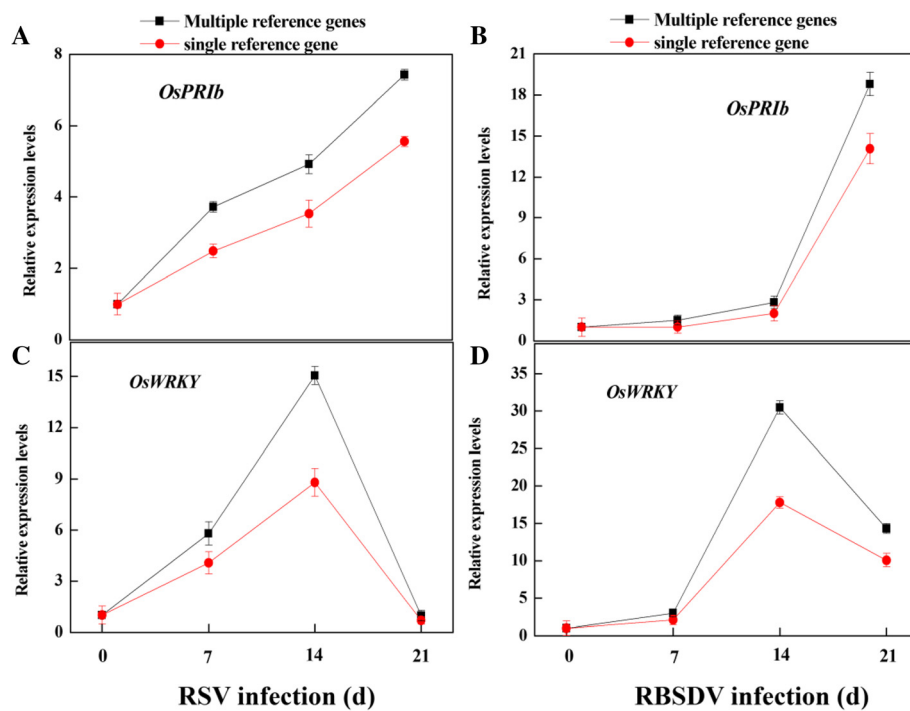 A
Multiple reference genes
single reference gene
OsPRIb
Relative expression levels
8
6
4
2
0
B
Multiple reference genes
single reference gene
OsPRIb
Relative expression levels
21
18
15
12
9
6
3
0
C
OsWRKY
Relative expression levels
15
12
9
6
3
0
0 7 14 21
RSV infection (d)
D
OsWRKY
Relative expression levels
35
30
25
20
15
10
5
0
0 7 14 21
RBSDV infection (d)